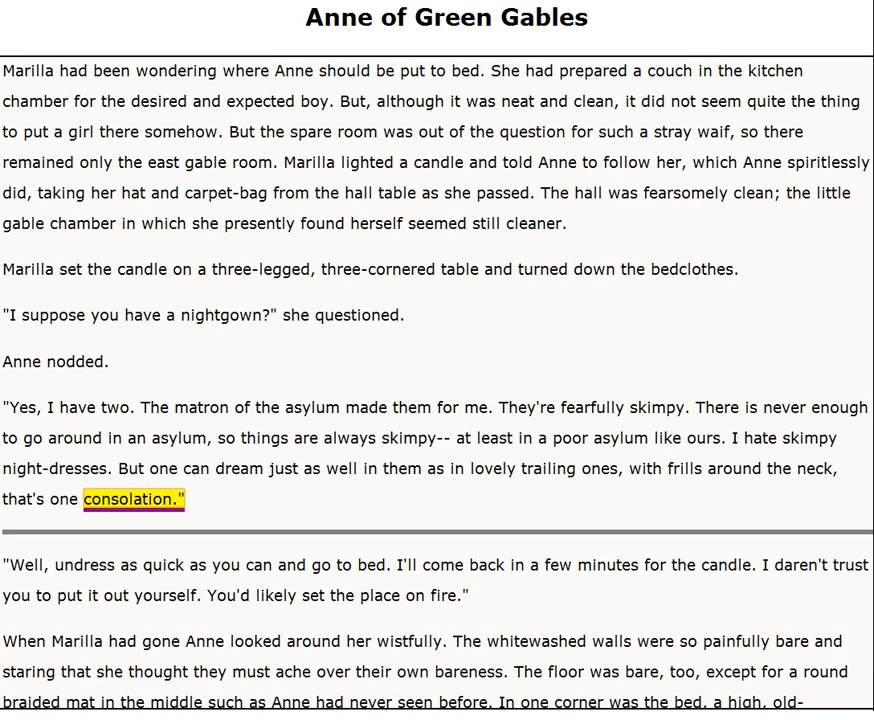 Anne of Green Gables
Marilla had been wondering where Anne should be put to bed. She had prepared a couch in the kitchen
chamber for the desired and expected boy. But, although it was neat and clean, it did not seem quite the thing
to put a girl there somehow. But the spare room was out of the question for such a stray waif, so there
remained only the east gable room. Marilla lighted a candle and told Anne to follow her, which Anne spiritlessly
did, taking her hat and carpet-bag from the hall table as she passed. The hall was fearsomely clean; the little
gable chamber in which she presently found herself seemed still cleaner.
Marilla set the candle on a three-legged, three-cornered table and turned down the bedclothes.
"I suppose you have a nightgown?" she questioned.
Anne nodded.
"Yes, I have two. The matron of the asylum made them for me. They're fearfully skimpy. There is never enough
to go around in an asylum, so things are always skimpy-- at least in a poor asylum like ours. I hate skimpy
night-dresses. But one can dream just as well in them as in lovely trailing ones, with frills around the neck,
that's one consolation."
"Well, undress as quick as you can and go to bed. I'll come back in a few minutes for the candle. I daren't trust
you to put it out yourself. You'd likely set the place on fire."
When Marilla had gone Anne looked around her wistfully. The whitewashed walls were so painfully bare and
staring that she thought they must ache over their own bareness. The floor was bare, too, except for a round
braided mat in the middle such as Anne had never seen before. In one corner was the bed, a high, old-